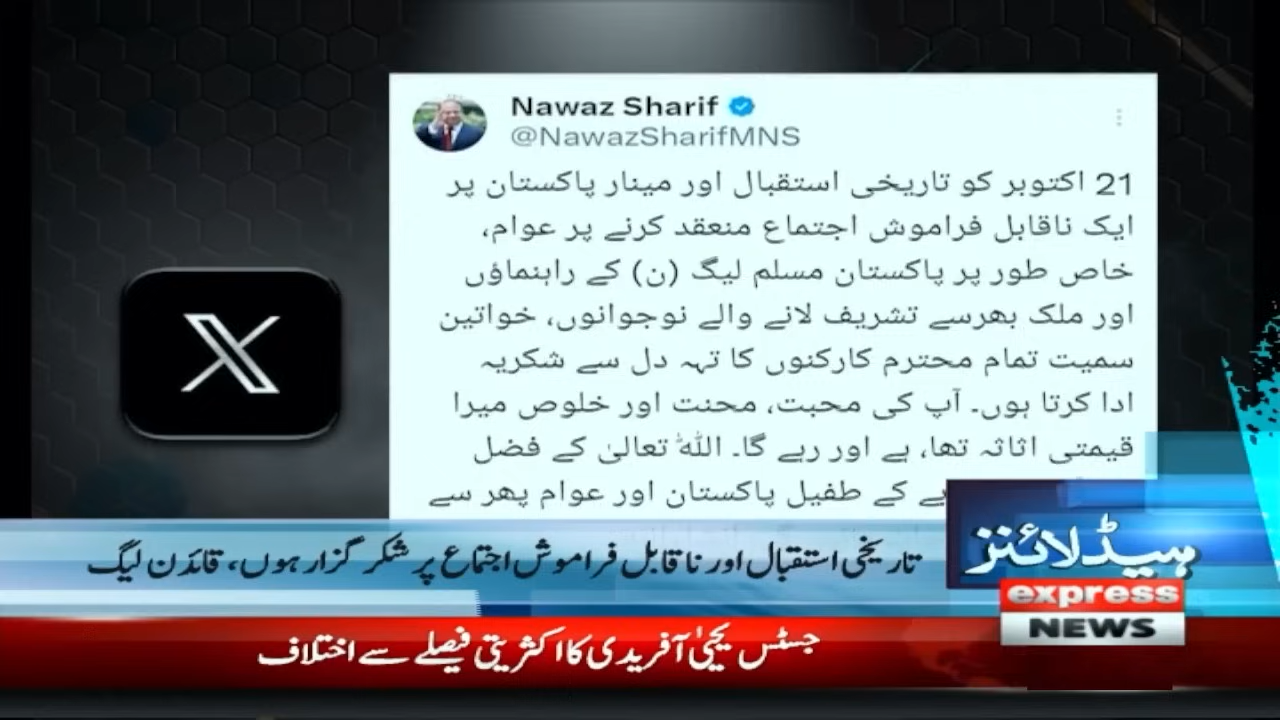 Nawaz Sharif
@NawazSharifMNS
21 اکتوبر کو تاریخی استقبال اور مینار پاکستان پر
ایک ناقابل فراموش اجتماع منعقد کرنے پر عوام،
خاص طور پر پاکستان مسلم لیگ (ن) کے راہنماؤں
اور ملک بھرسے تشریف لانے والے نوجوانوں، خواتین
سمیت تمام محترم کارکنوں کا تہہ دل سے شکریہ
ادا کرتا ہوں۔ آپ کی محبت، محنت اور خلوص میرا
قیمتی اثاثہ تھا، ہے اور رہے گا۔ اللّٰہ تعالیٰ کے فضل
کے طفیل پاکستان اور عوام پھر سے
تاریخی استقبال اور ناقابل فراموش اجتماع پر شکر گزار ہوں، قائد ن لیگ
ہیڈلائنز
express
NEWS
جسٹس یحییٰ آفریدی کا اکثریتی فیصلے سے اختلاف